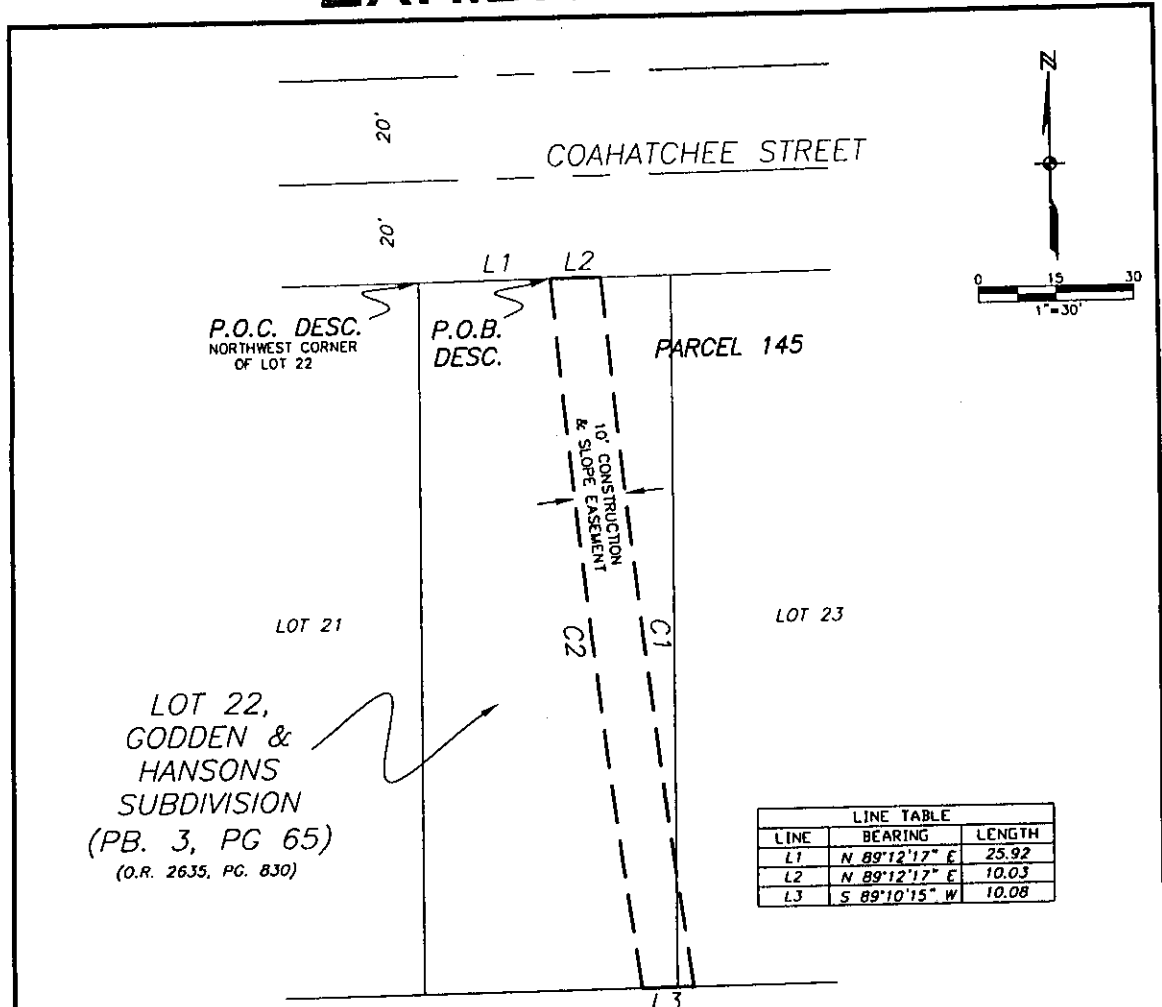 N
20'
COAHATCHEE STREET
20'
0 15 30
1"=30'
L1 L2
P.O.C. DESC.
NORTHWEST CORNER
OF LOT 22
P.O.B.
DESC.
PARCEL 145
10' CONSTRUCTION
& SLOPE EASEMENT
LOT 21
C2
C1
LOT 23
LOT 22,
GODDEN &
HANSONS
SUBDIVISION
(PB. 3, PG 65)
(O.R. 2635, PG. 830)
LINE TABLE
LINE BEARING LENGTH
L1 N 89°12'17" E 25.92
L2 N 89°12'17" E 10.03
L3 S 89°10'15" W 10.08
L3